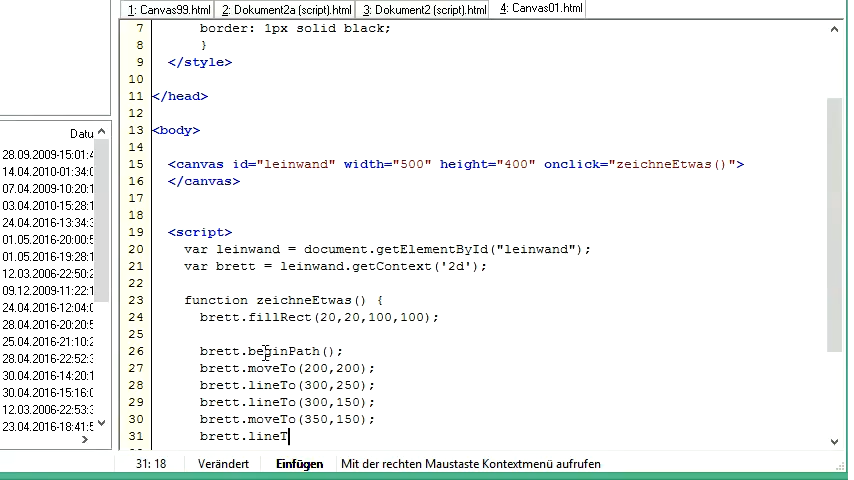 1: Canvas99.html 2: Dokument2a (script).html 3: Dokument2 (script).html 4: Canvas01.html
7 border: 1px solid black;
8 }
9 </style>
10
11 </head>
12
13 <body>
14
15 <canvas id="leinwand" width="500" height="400" onclick="zeichneEtwas()">
16 </canvas>
17
18
19 <script>
20 var leinwand = document.getElementById("leinwand");
21 var brett = leinwand.getContext('2d');
22
23 function zeichneEtwas() {
24 brett.fillRect(20,20,100,100);
25
26 brett.beginPath();
27 brett.moveTo(200,200);
28 brett.lineTo(300,250);
29 brett.lineTo(300,150);
30 brett.moveTo(350,150);
31 brett.lineT
Datu
28.09.2009-15:01:4
14.04.2010-01:34:0
07.04.2009-10:20:1
03.04.2010-15:28:1
24.04.2016-13:34:3
01.05.2016-20:00:5
01.05.2016-19:28:1
12.03.2006-22:50:2
09.12.2009-11:22:1
24.04.2016-12:04:0
28.04.2016-20:20:5
25.04.2016-21:10:2
28.04.2016-22:52:3
30.04.2016-14:20:1
30.04.2016-15:16:0
12.03.2006-22:53:3
23.04.2016-18:41:5
31: 18 Verändert Einfügen Mit der rechten Maustaste Kontextmenü aufrufen